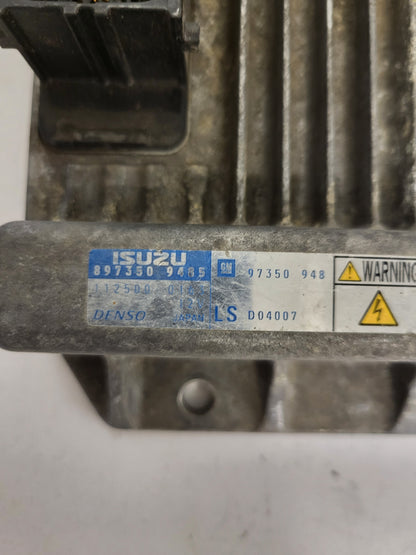 ISUZU
897350 9485
GM 97350 948
WARNING
DENSO
LS D04007